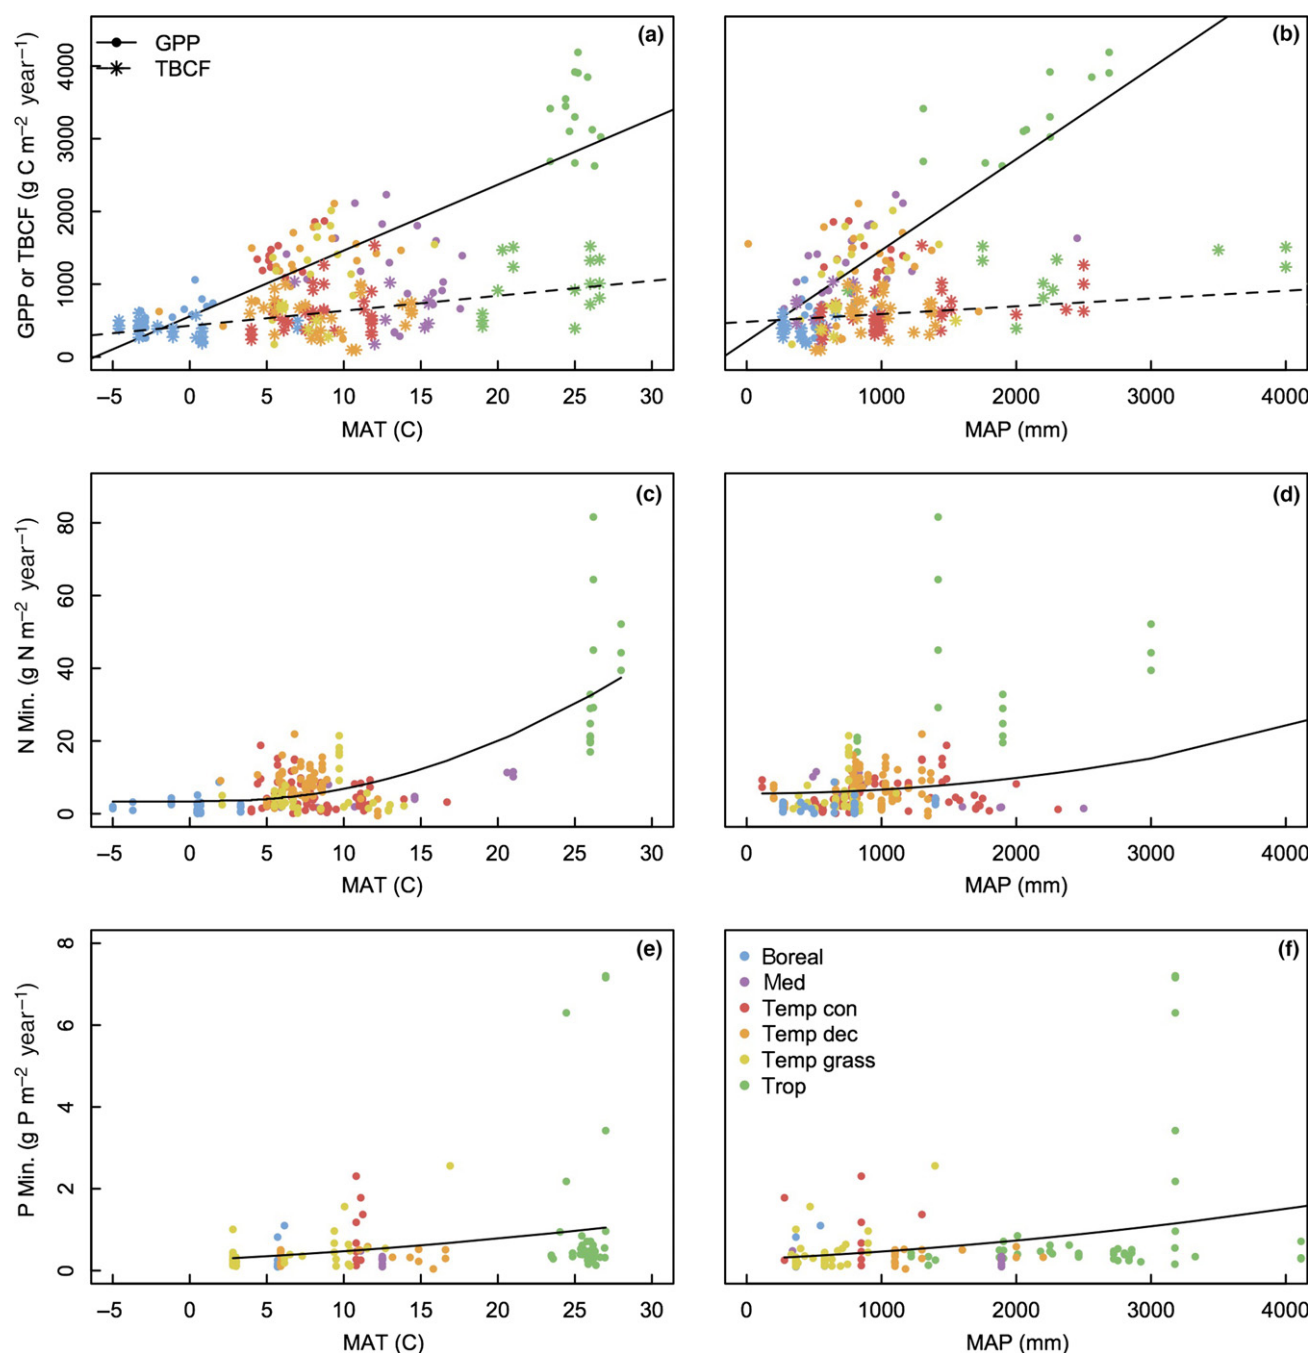 (a)
GPP
TBCF
GPP or TBCF (g C m⁻² year⁻¹)
4000
3000
2000
1000
0
−5 0 5 10 15 20 25 30
MAT (C)
(b)
0 1000 2000 3000 4000
MAP (mm)
(c)
N Min. (g N m⁻² year⁻¹)
80
60
40
20
0
−5 0 5 10 15 20 25 30
MAT (C)
(d)
0 1000 2000 3000 4000
MAP (mm)
(e)
P Min. (g P m⁻² year⁻¹)
8
6
4
2
0
−5 0 5 10 15 20 25 30
MAT (C)
(f)
Boreal
Med
Temp con
Temp dec
Temp grass
Trop
0 1000 2000 3000 4000
MAP (mm)